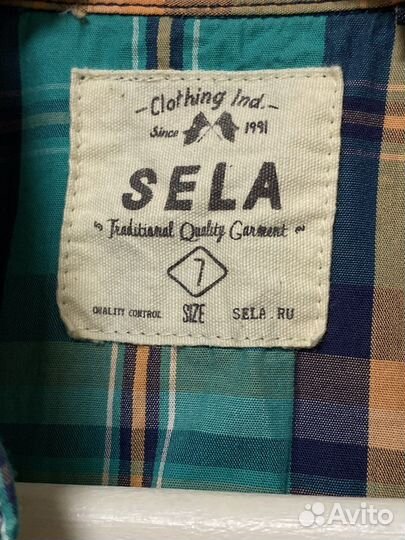 -Clothing Ind.-
Since 1991
SELA
Traditional Quality Garment
7
QUALITY CONTROL SIZE SELA.RU
Avito